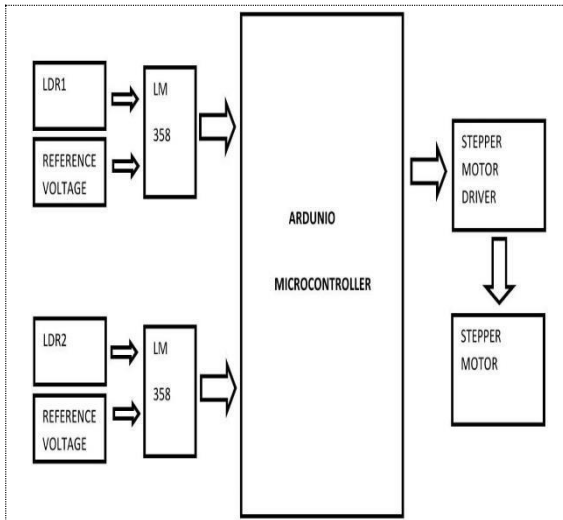 LDR1
REFERENCE
VOLTAGE
LM
358
LDR2
REFERENCE
VOLTAGE
LM
358
ARDUNIO
MICROCONTROLLER
STEPPER
MOTOR
DRIVER
STEPPER
MOTOR